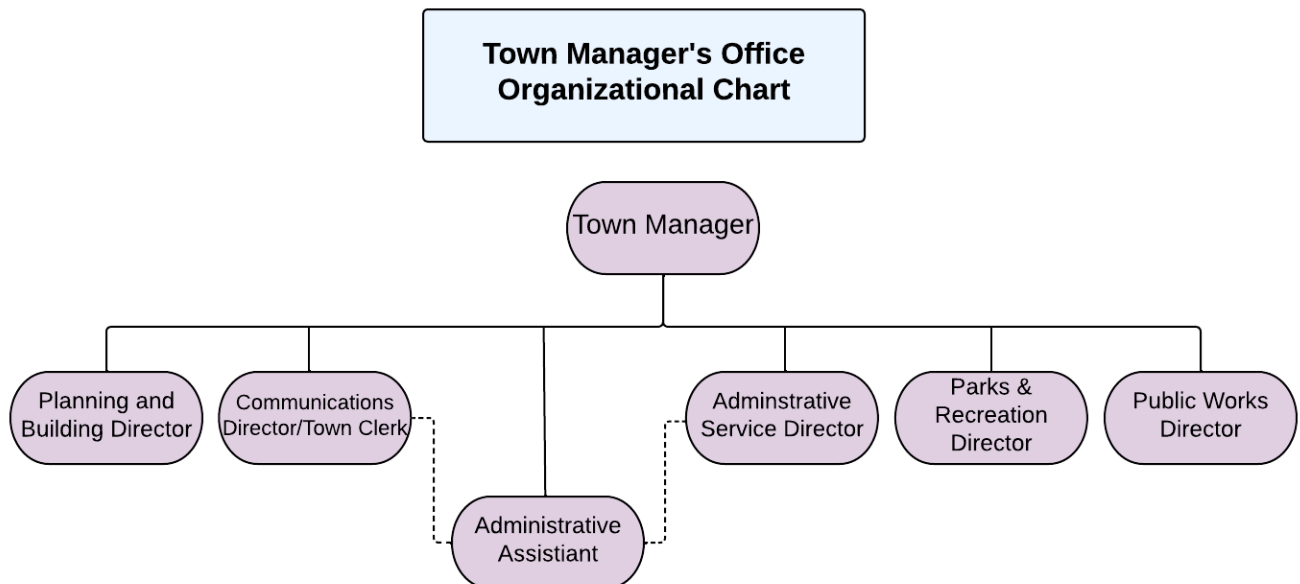 Town Manager's Office
Organizational Chart
Town Manager
Planning and
Building Director
Communications
Director/Town Clerk
Adminstrative
Service Director
Parks &
Recreation
Director
Public Works
Director
Administrative
Assistiant